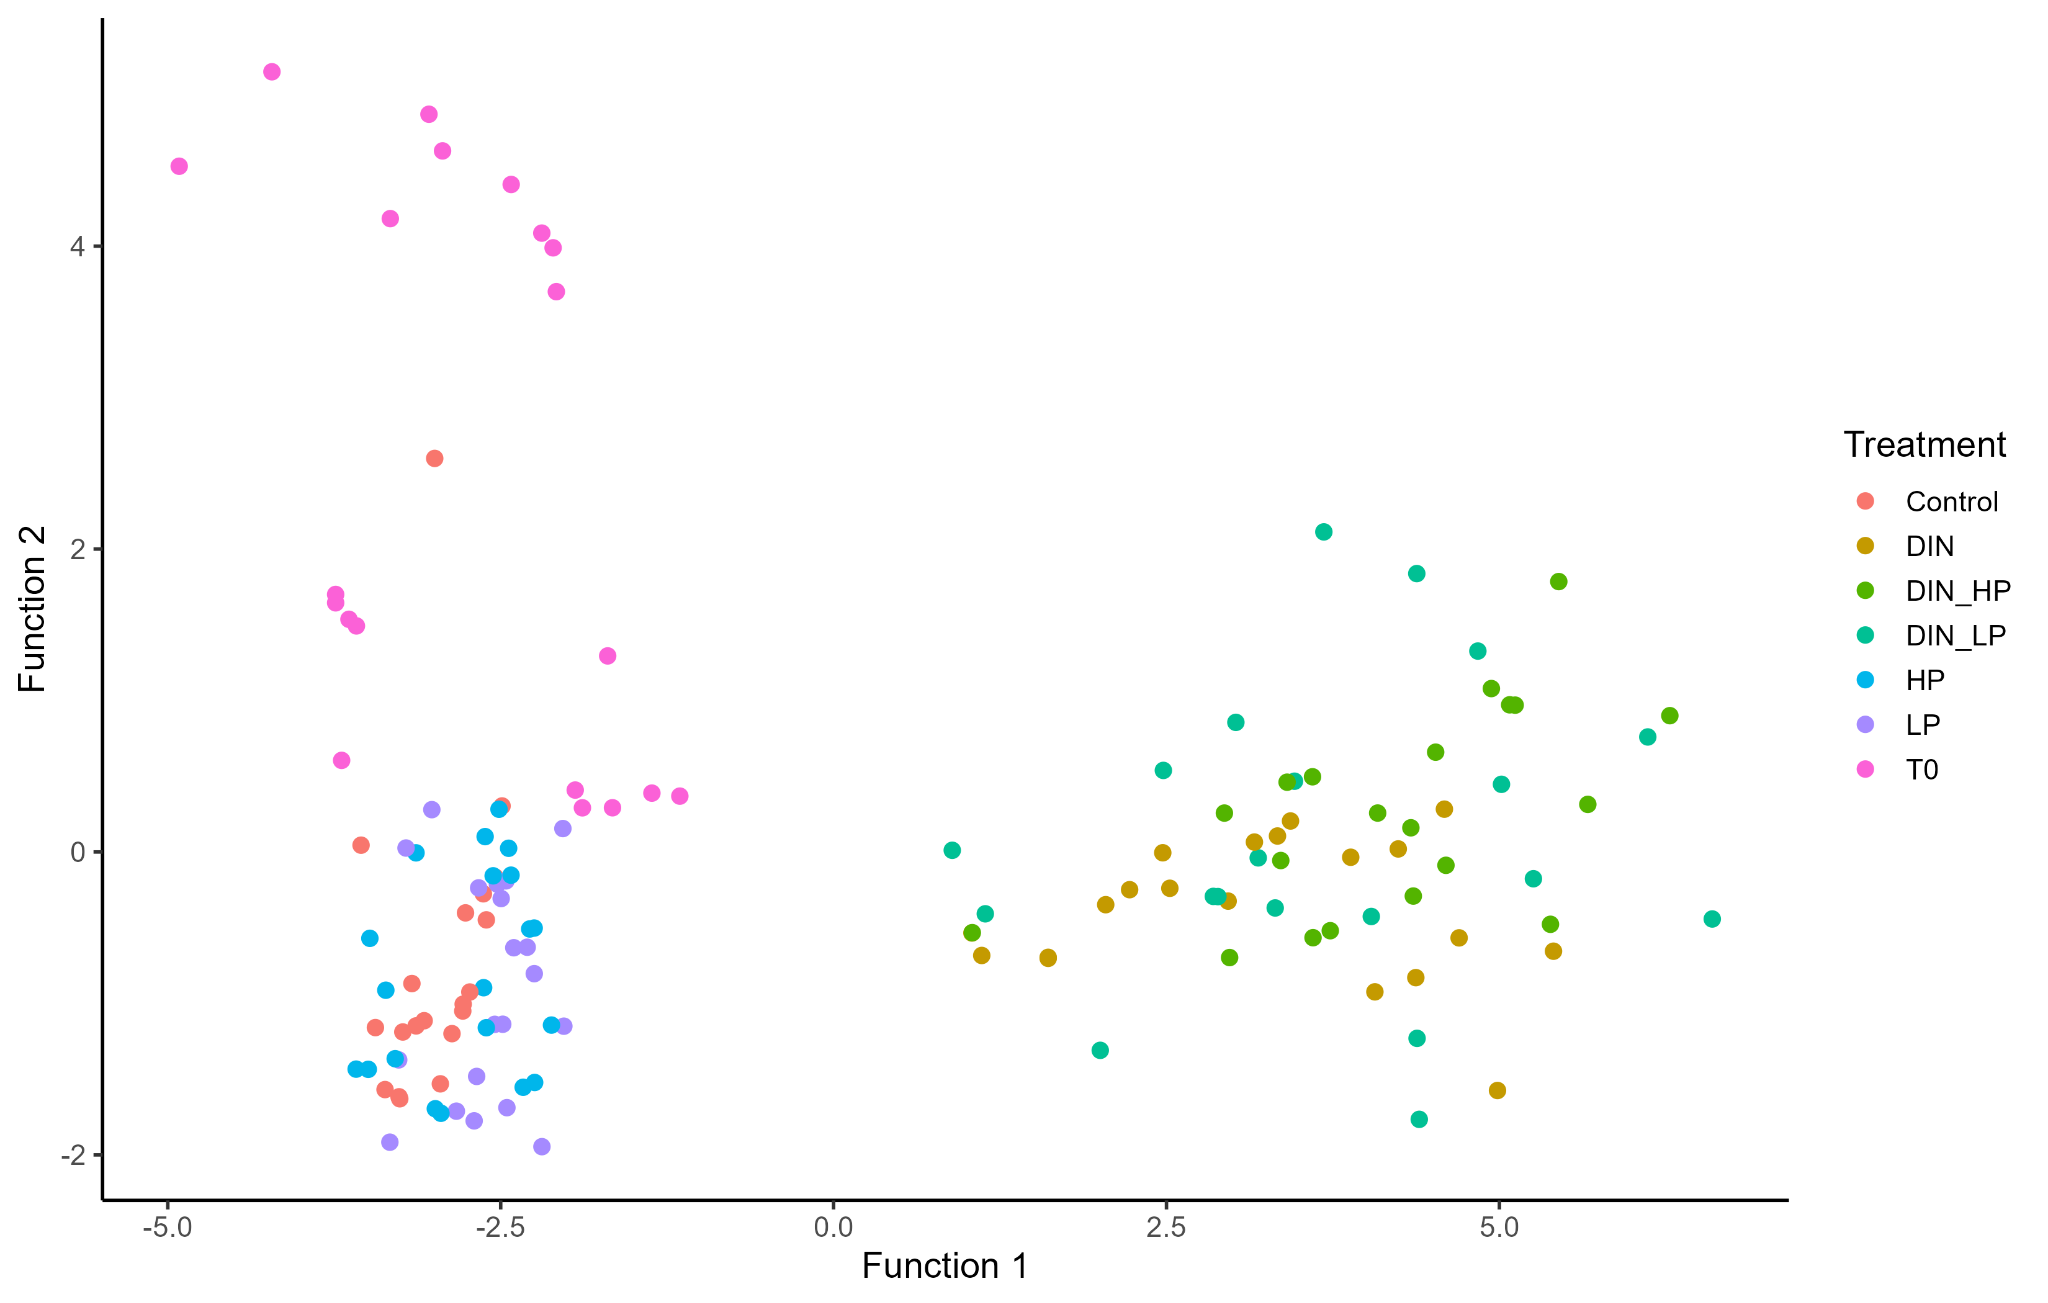 4
2
0
-2
Function 2
-5.0
-2.5
0.0
2.5
5.0
Function 1
Treatment
Control
DIN
DIN_HP
DIN_LP
HP
LP
T0